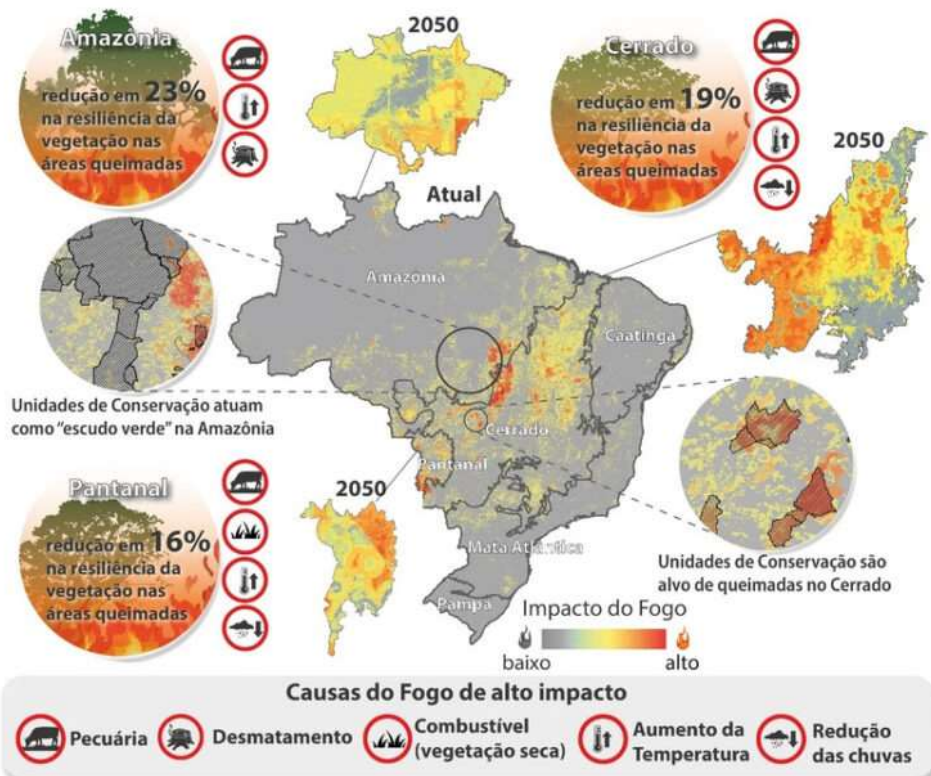 Amazônia
redução em 23%
na resiliência da
vegetação nas
áreas queimadas
2050
Cerrado
redução em 19%
na resiliência da
vegetação nas
áreas queimadas
2050
Atual
Amazônia
Caatinga
Cerrado
Pantanal
Mata Atlântica
Pampa
Unidades de Conservação atuam
como "escudo verde" na Amazônia
Pantanal
redução em 16%
na resiliência da
vegetação nas
áreas queimadas
2050
Unidades de Conservação são
alvo de queimadas no Cerrado
Impacto do Fogo
baixo
alto
Causas do Fogo de alto impacto
Pecuária
Desmatamento
Combustível
(vegetação seca)
Aumento da
Temperatura
Redução
das chuvas